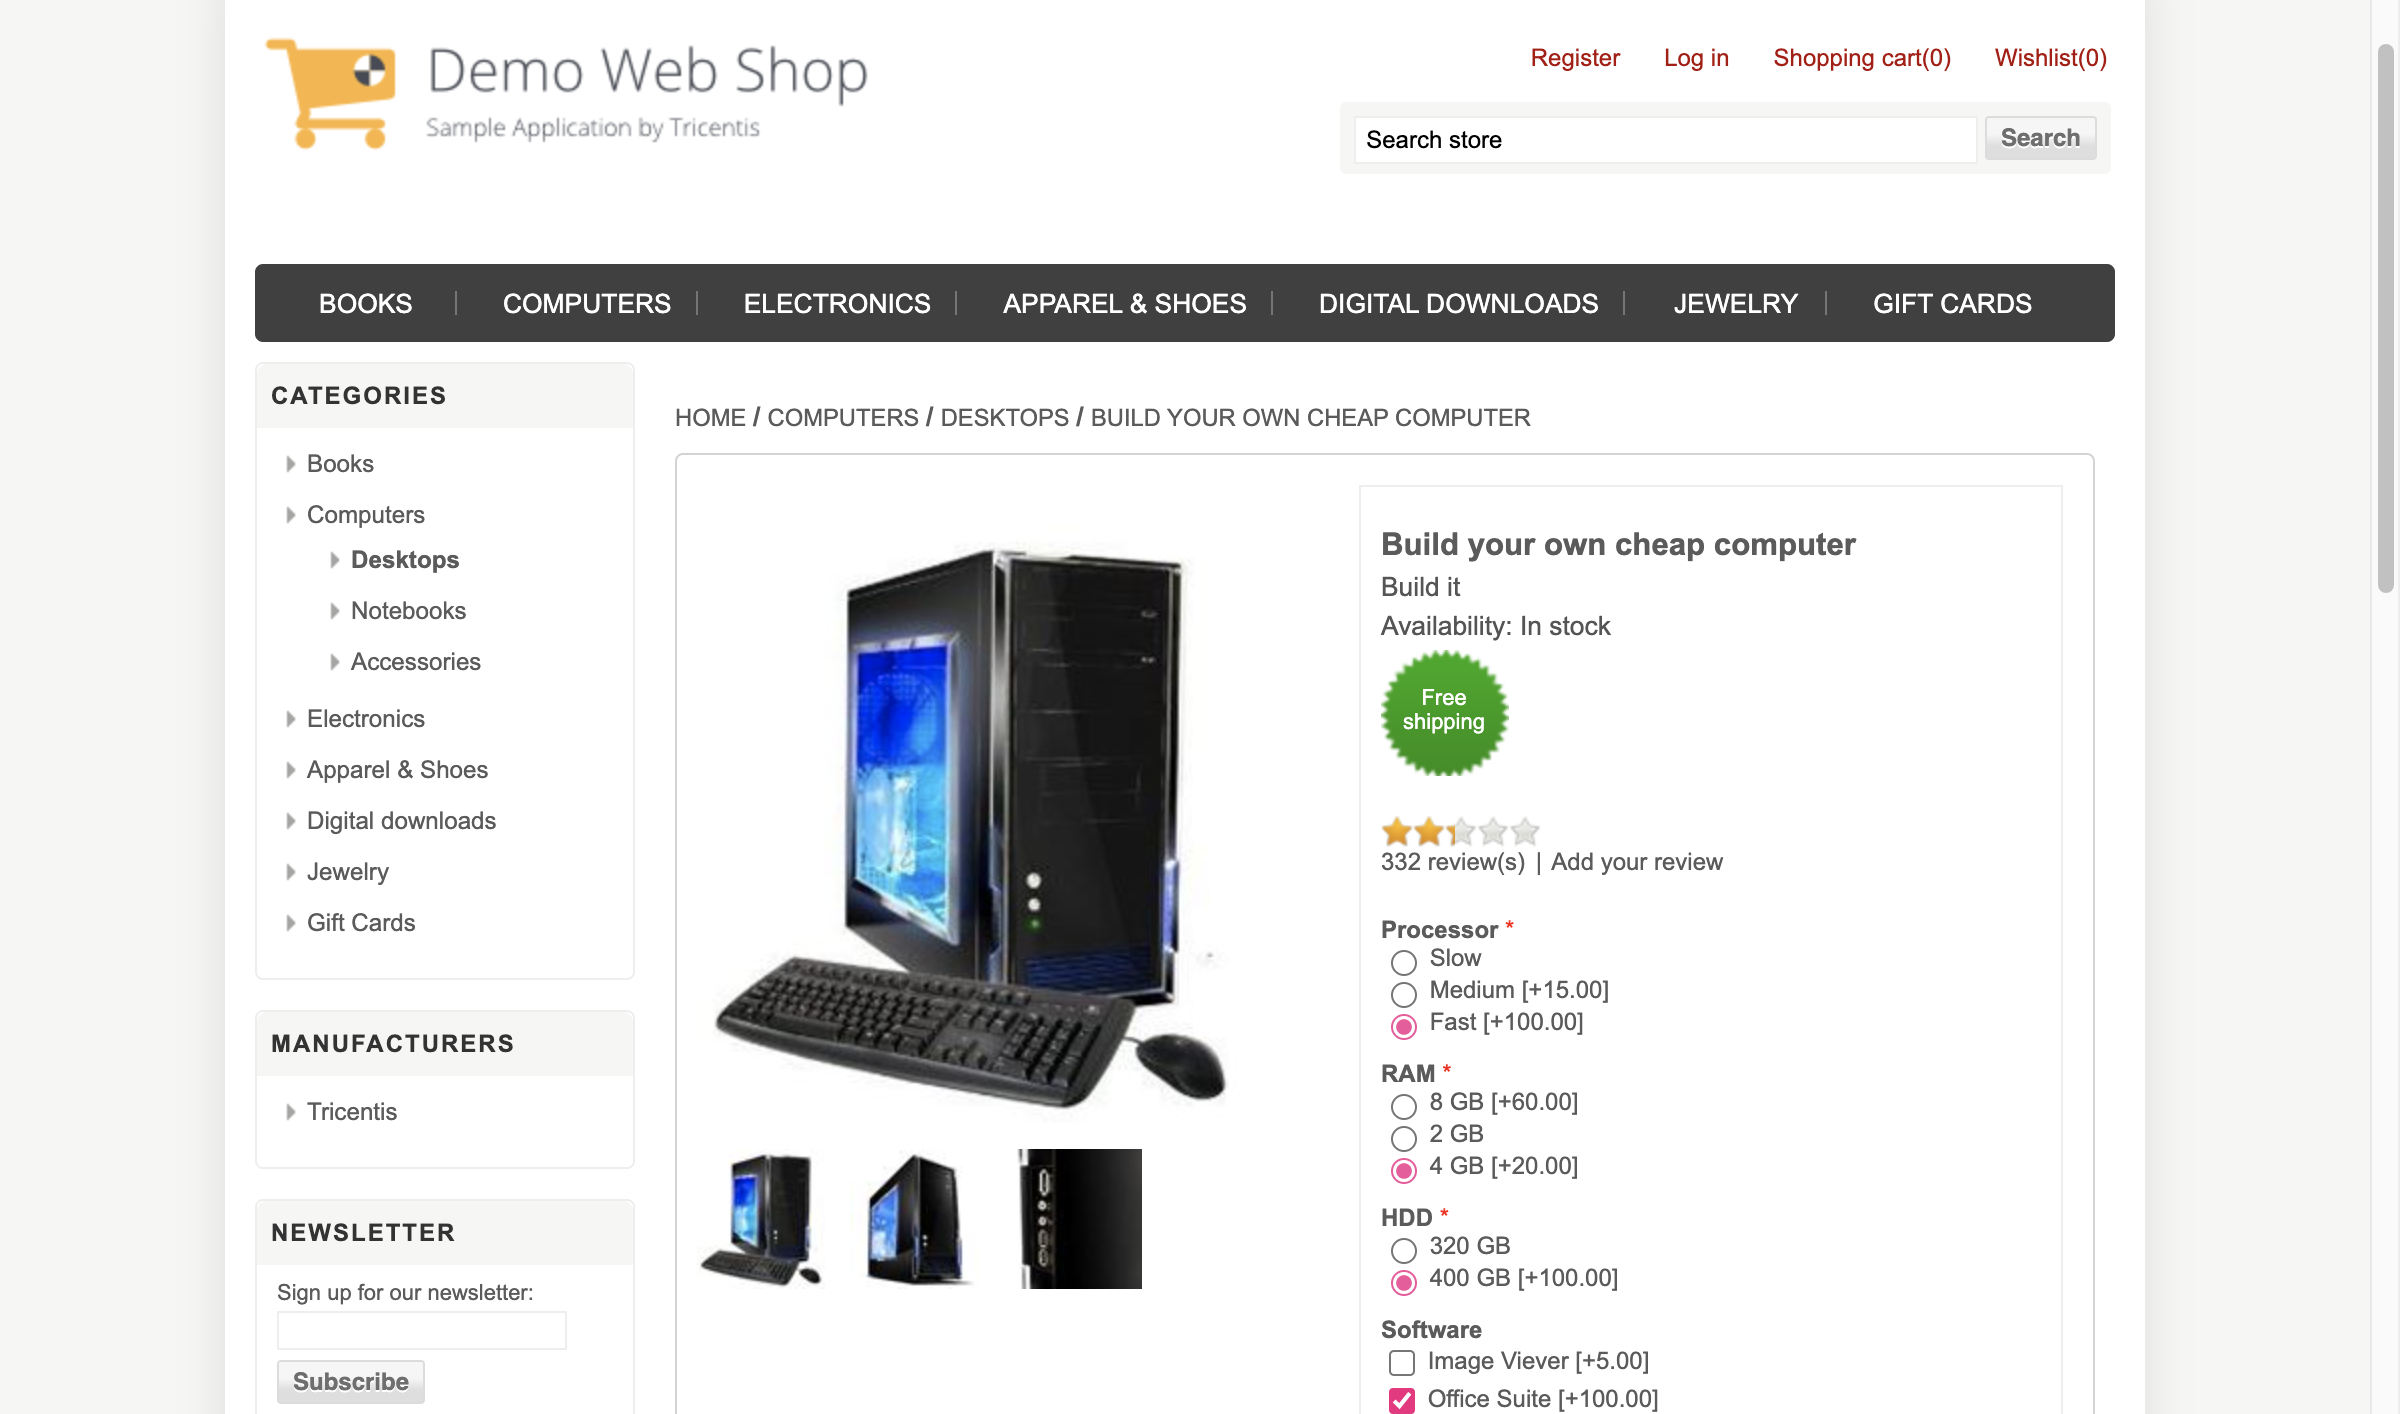 Demo Web Shop
Sample Application by Tricentis
Register Log in Shopping cart(0) Wishlist(0)
Search store Search
BOOKS COMPUTERS ELECTRONICS APPAREL & SHOES DIGITAL DOWNLOADS JEWELRY GIFT CARDS
CATEGORIES
Books
Computers
Desktops
Notebooks
Accessories
Electronics
Apparel & Shoes
Digital downloads
Jewelry
Gift Cards
MANUFACTURERS
Tricentis
NEWSLETTER
Sign up for our newsletter:
Subscribe
HOME / COMPUTERS / DESKTOPS / BUILD YOUR OWN CHEAP COMPUTER
Build your own cheap computer
Build it
Availability: In stock
Free
shipping
332 review(s) | Add your review
Processor *
Slow
Medium [+15.00]
Fast [+100.00]
RAM *
8 GB [+60.00]
2 GB
4 GB [+20.00]
HDD *
320 GB
400 GB [+100.00]
Software
Image Viever [+5.00]
Office Suite [+100.00]